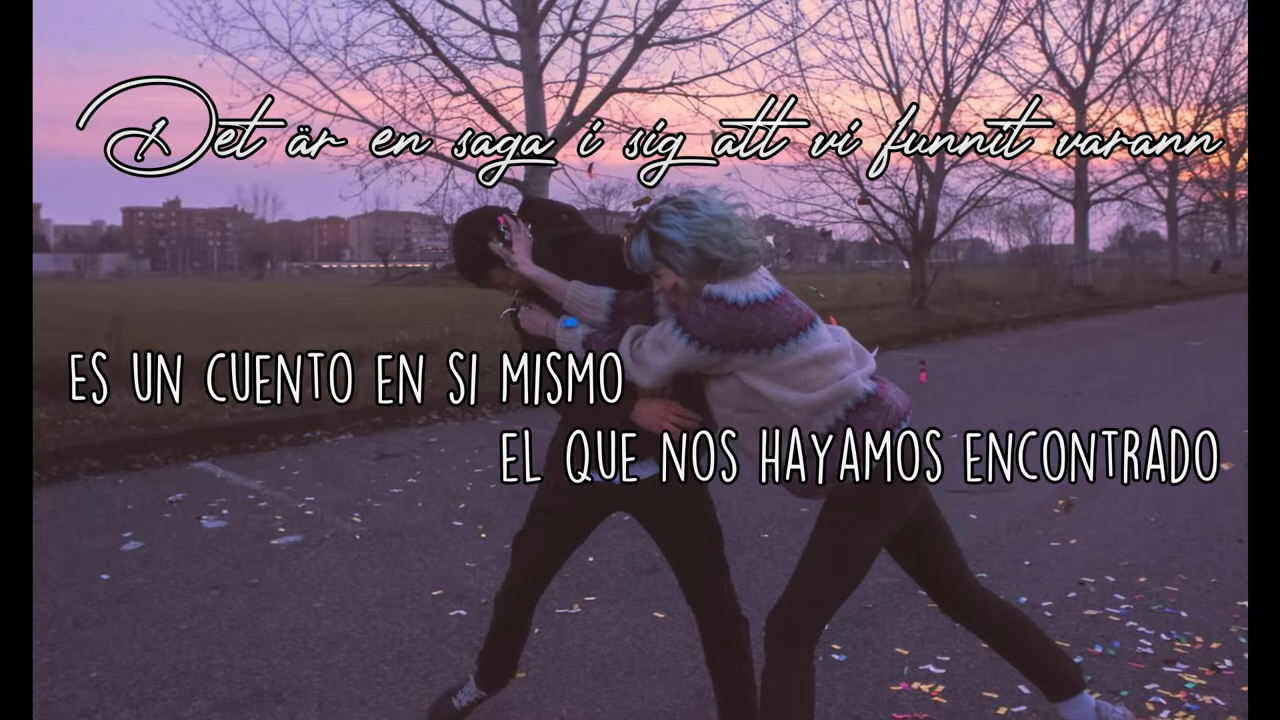 Det är en saga i sig att vi funnit varann
ES UN CUENTO EN SI MISMO
EL QUE NOS HAYAMOS ENCONTRADO